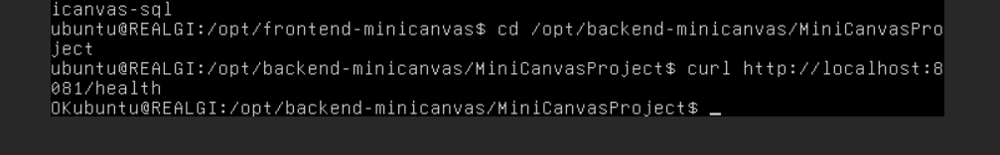 icanvas-sql
ubuntu@REALGI:/opt/frontend-minicanvas$ cd /opt/backend-minicanvas/MiniCanvasPro
ject
ubuntu@REALGI:/opt/backend-minicanvas/MiniCanvasProject$ curl http://localhost:8
081/health
OKubuntu@REALGI:/opt/backend-minicanvas/MiniCanvasProject$ _